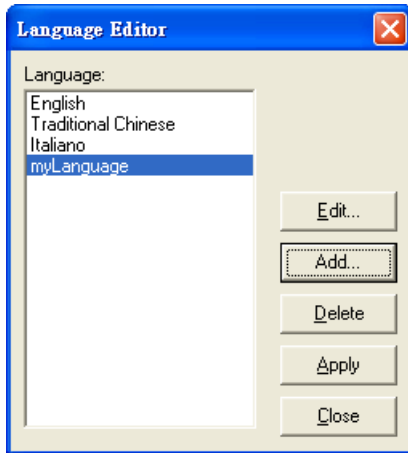 Language Editor
Language:
English
Traditional Chinese
Italiano
myLanguage
Edit...
Add...
Delete
Apply
Close